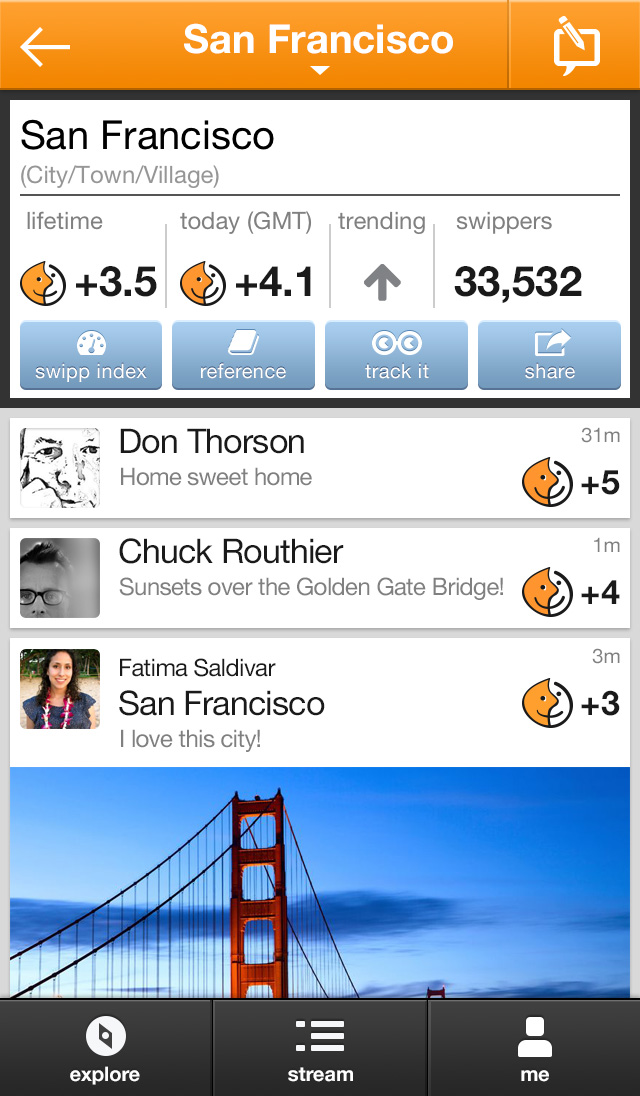 San Francisco
San Francisco
(City/Town/Village)
lifetime today (GMT) trending swippers
+3.5 +4.1 33,532
swipp index reference track it share
Don Thorson 31m
Home sweet home +5
Chuck Routhier 1m
Sunsets over the Golden Gate Bridge! +4
Fatima Saldivar 3m
San Francisco +3
I love this city!
explore stream me